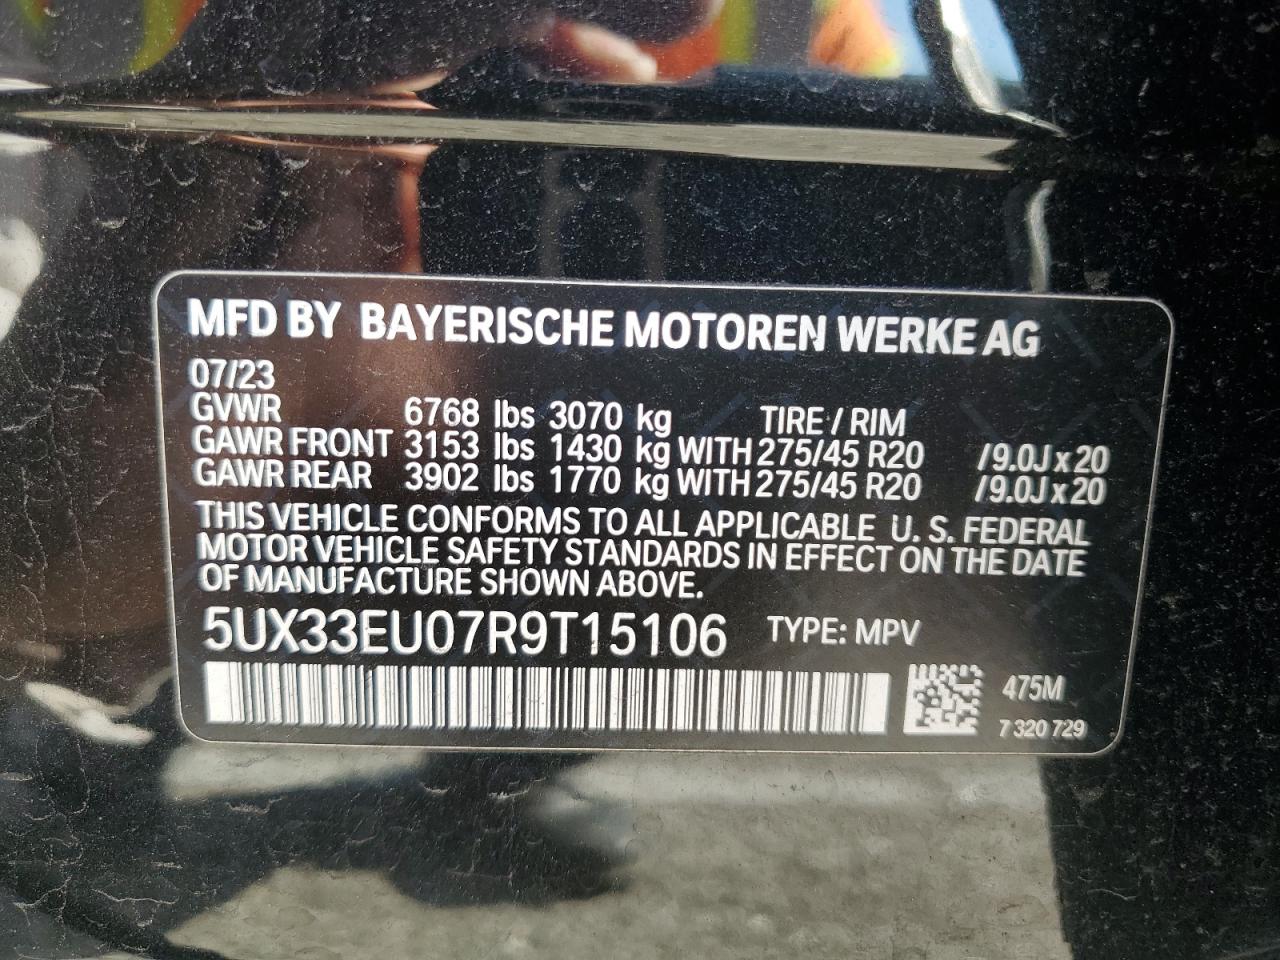 MFD BY BAYERISCHE MOTOREN WERKE AG
07/23
GVWR 6768 lbs 3070 kg TIRE / RIM
GAWR FRONT 3153 lbs 1430 kg WITH 275/45 R20 /9.0J x 20
GAWR REAR 3902 lbs 1770 kg WITH 275/45 R20 /9.0J x 20
THIS VEHICLE CONFORMS TO ALL APPLICABLE U. S. FEDERAL
MOTOR VEHICLE SAFETY STANDARDS IN EFFECT ON THE DATE
OF MANUFACTURE SHOWN ABOVE.
5UX33EU07R9T15106 TYPE: MPV
475M
7 320 729